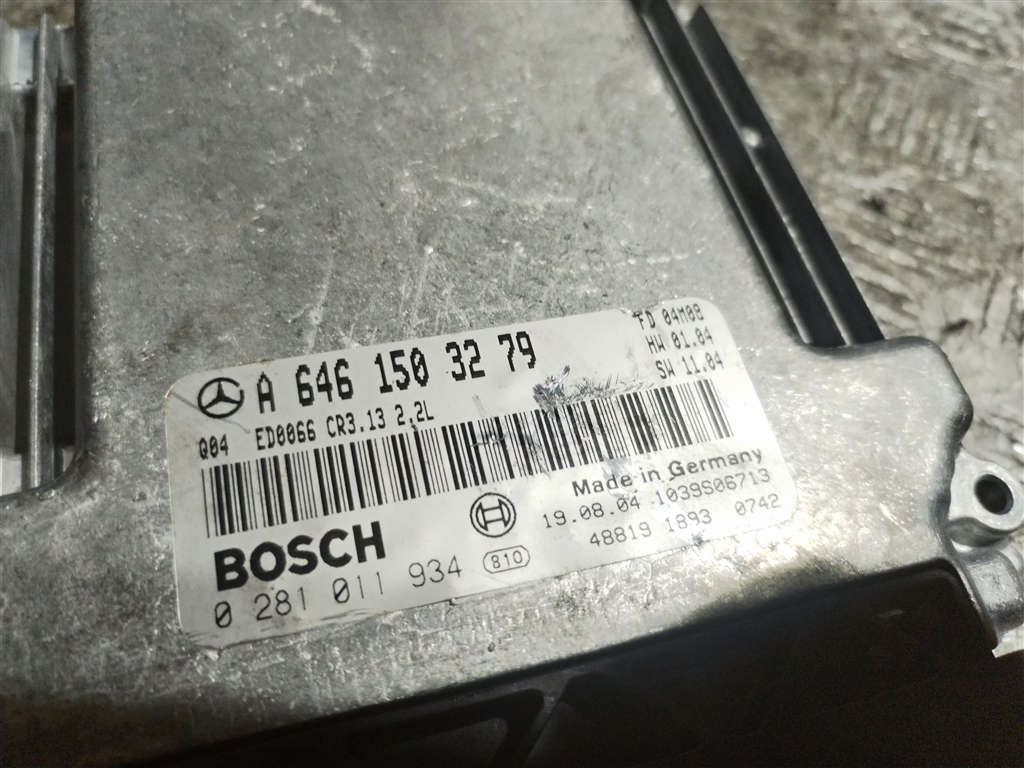 A 646 150 32 79
FD 04M08
HW 01.04
SW 11.04
Q04 ED0066 CR3.13 2.2L
Made in Germany
BOSCH
19.08.04 1039S06713
0 281 011 934 810
48819 1893 0742